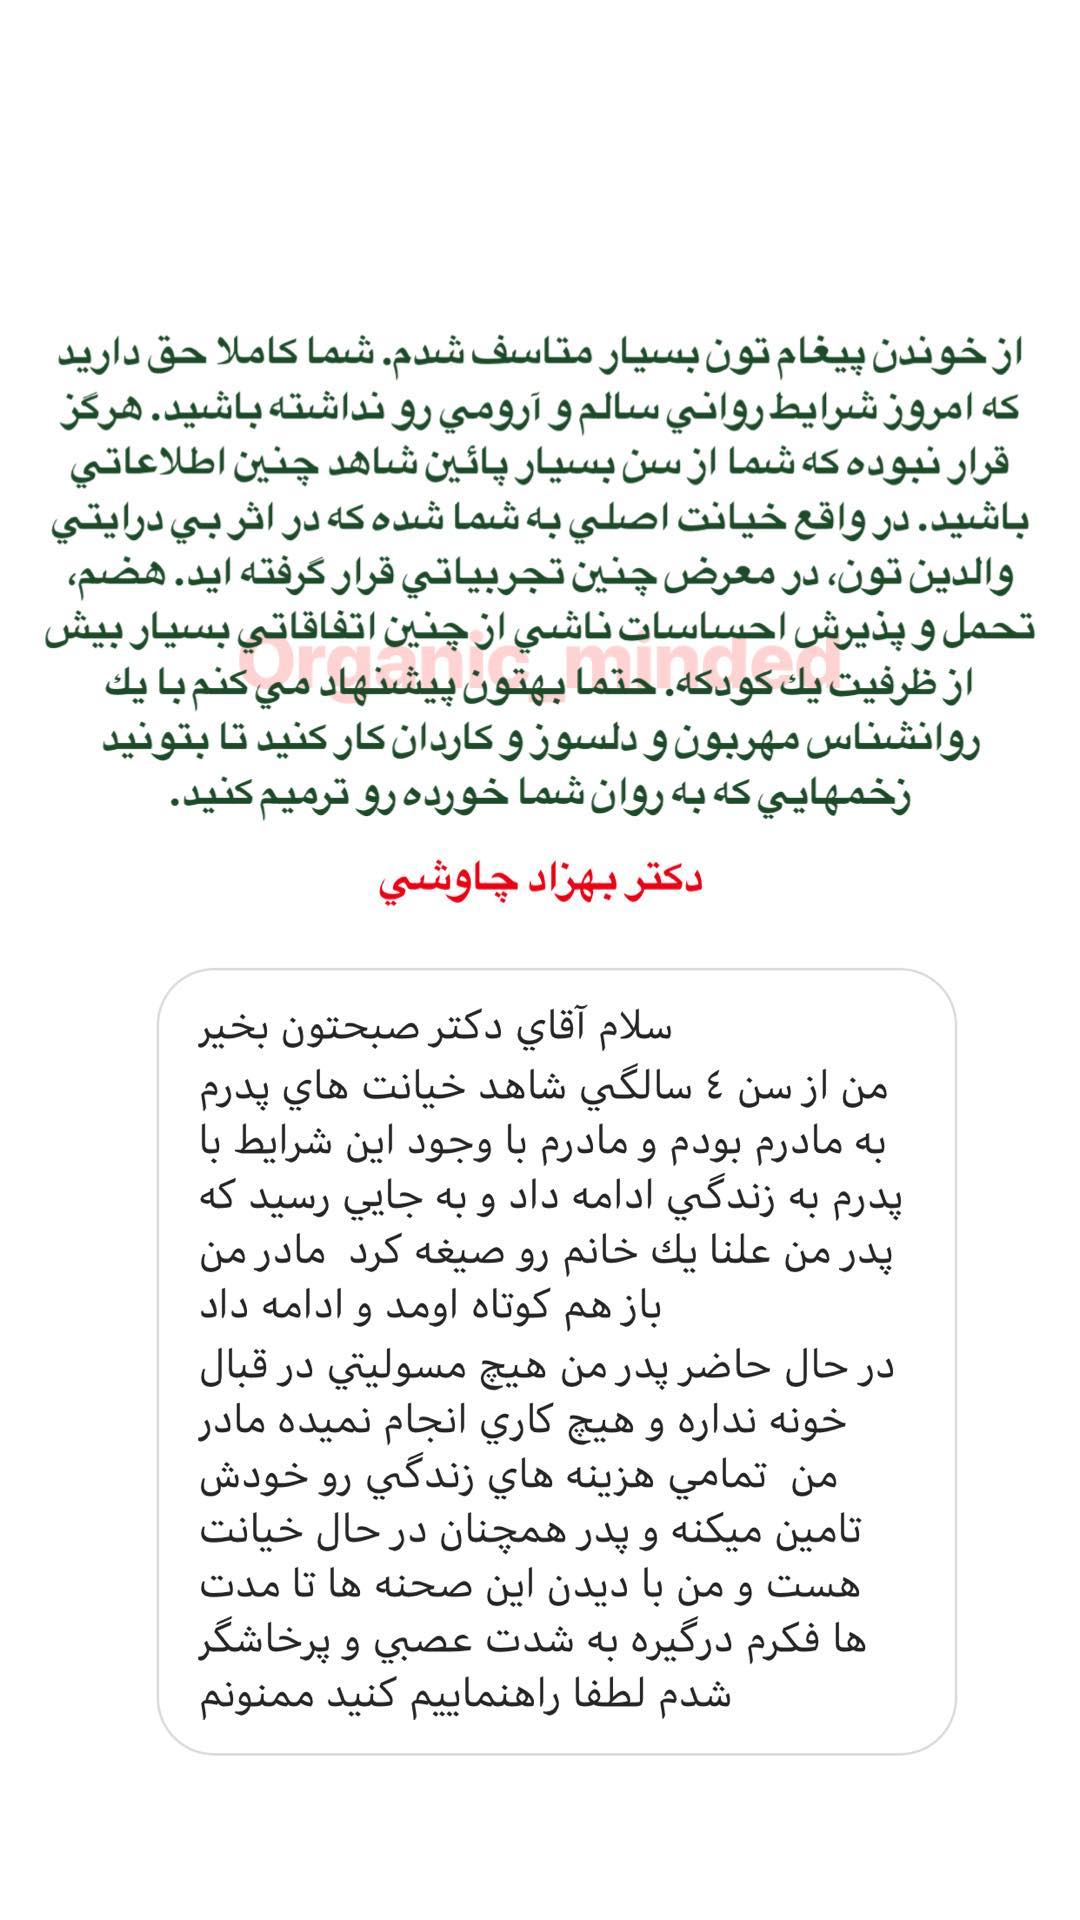 از خوندن پيغام تون بسيار متاسف شدم. شما كاملا حق داريد
كه امروز شرايط رواني سالم و آرومي رو نداشته باشيد. هرگز
قرار نبوده كه شما از سن بسيار پائين شاهد چنين اطلاعاتي
باشيد. در واقع خيانت اصلي به شما شده كه در اثر بي درايتي
والدين تون، در معرض چنين تجربياتي قرار گرفته ايد. هضم،
تحمل و پذيرش احساسات ناشي از چنين اتفاقاتي بسيار بيش
Organic_minded
از ظرفيت يك كودكه. حتما بهتون پيشنهاد مي كنم با يك
روانشناس مهربون و دلسوز و كاردان كار كنيد تا بتونيد
زخمهايي كه به روان شما خورده رو ترميم كنيد.
دكتر بهزاد چاوشي
سلام آقاي دكتر صبحتون بخير
من از سن ٤ سالگي شاهد خيانت هاي پدرم
به مادرم بودم و مادرم با وجود اين شرايط با
پدرم به زندگي ادامه داد و به جايي رسيد كه
پدر من علنا يك خانم رو صيغه كرد مادر من
باز هم كوتاه اومد و ادامه داد
در حال حاضر پدر من هيچ مسوليتي در قبال
خونه نداره و هيچ كاري انجام نميده مادر
من تمامي هزينه هاي زندگي رو خودش
تامين ميكنه و پدر همچنان در حال خيانت
هست و من با ديدن اين صحنه ها تا مدت
ها فكرم درگيره به شدت عصبي و پرخاشگر
شدم لطفا راهنماييم كنيد ممنونم